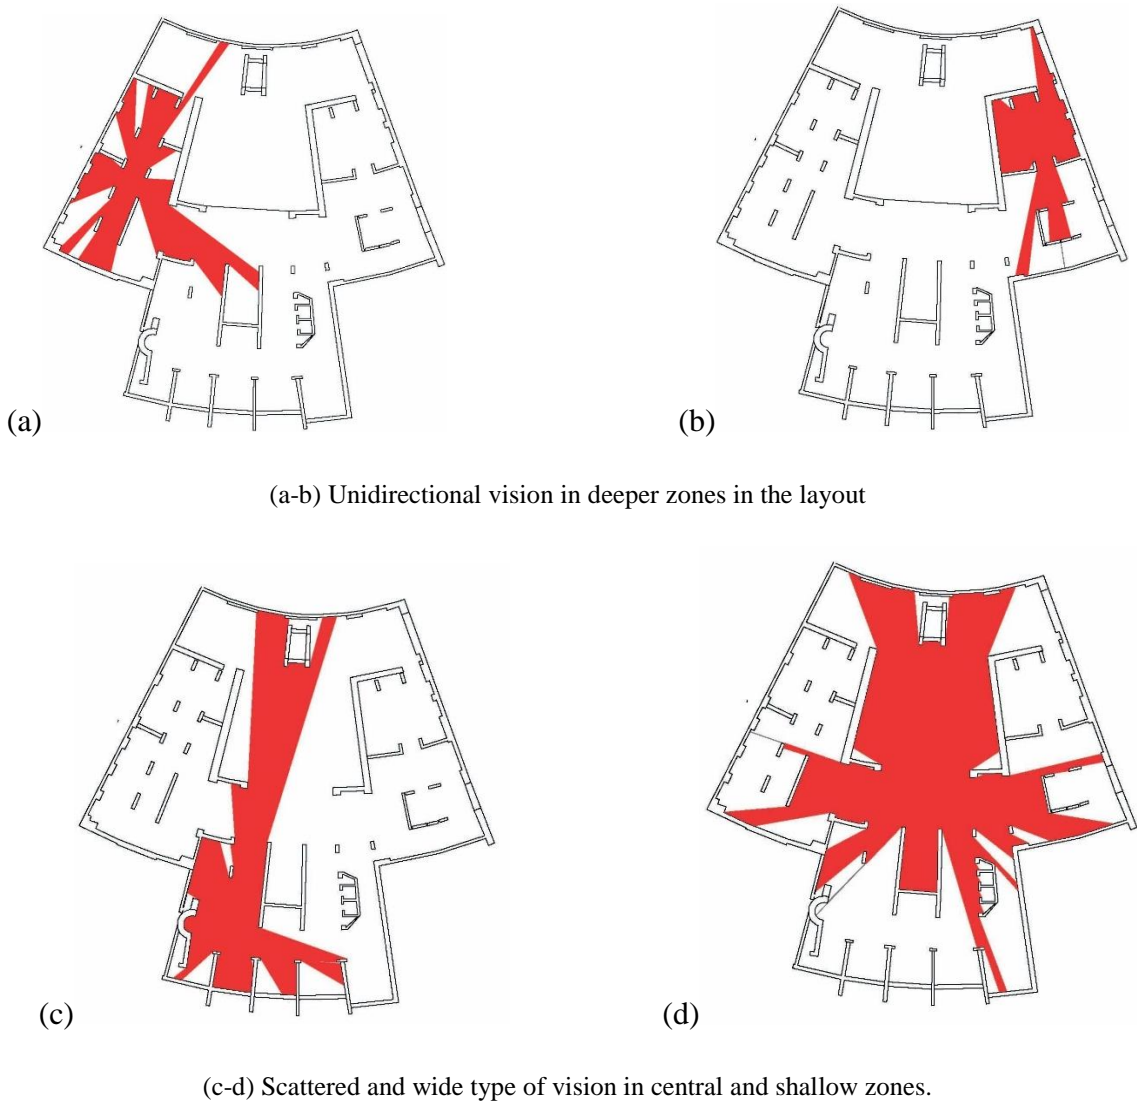 (a)
(b)
(a-b) Unidirectional vision in deeper zones in the layout
(c)
(d)
(c-d) Scattered and wide type of vision in central and shallow zones.